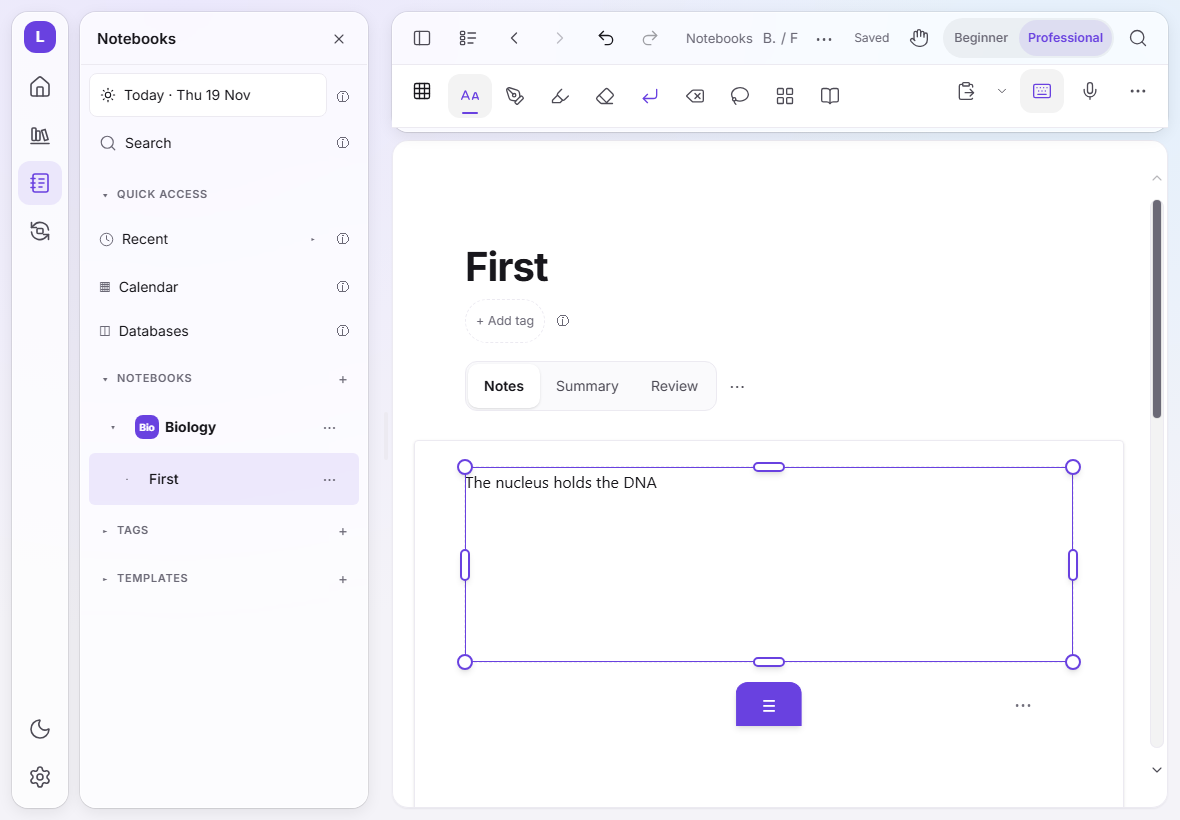 L
Notebooks
Today · Thu 19 Nov
Search
QUICK ACCESS
Recent
Calendar
Databases
NOTEBOOKS
Bio Biology
First
TAGS
TEMPLATES
Notebooks B. / F
Saved
Beginner
Professional
AA
First
+ Add tag
Notes
Summary
Review
The nucleus holds the DNA